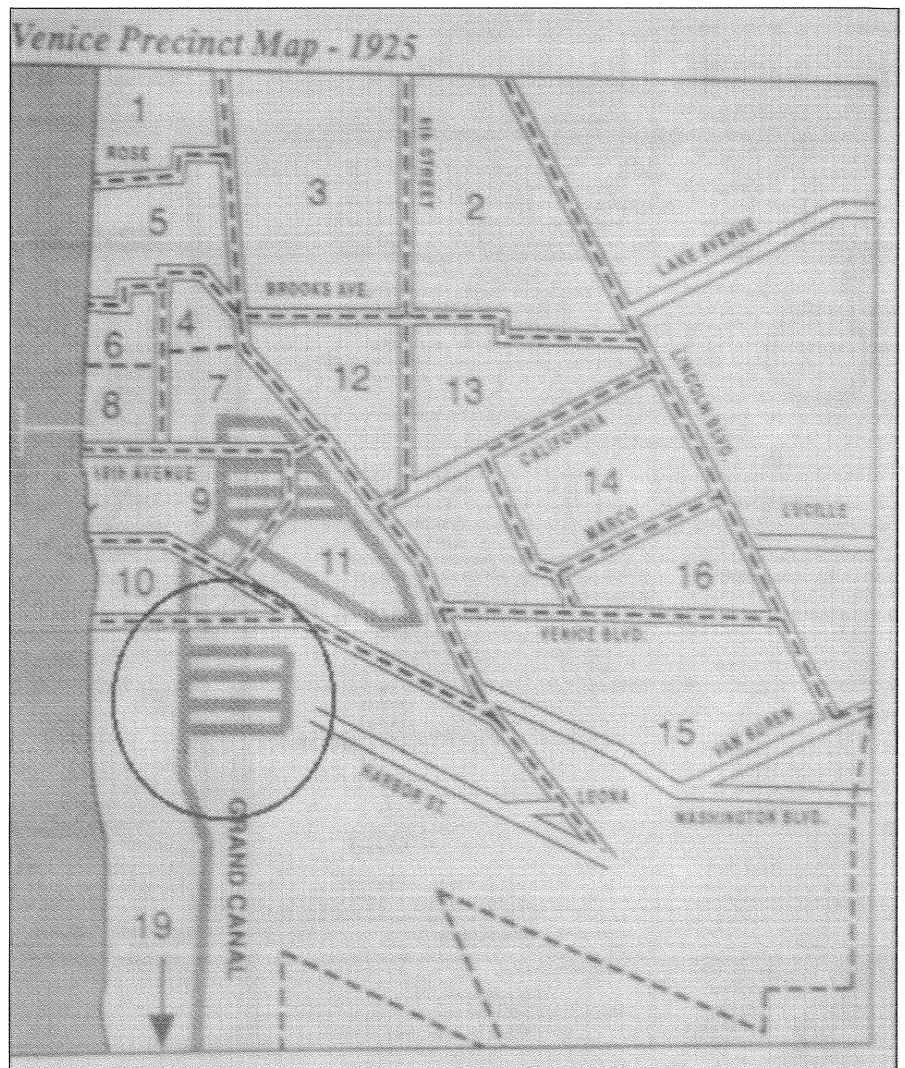 Venice Precinct Map - 1925
1
ROSE
3
2
5
LAKE AVENUE
BROOKS AVE.
4
6
12
LINCOLN BLVD.
7
13
8
CALIFORNIA
14
9
MARCO
LUCILLE
11
10
16
VENICE BLVD.
15
VAN BUREN
HARBOR ST.
LEONA
WASHINGTON BLVD.
GRAND CANAL
19